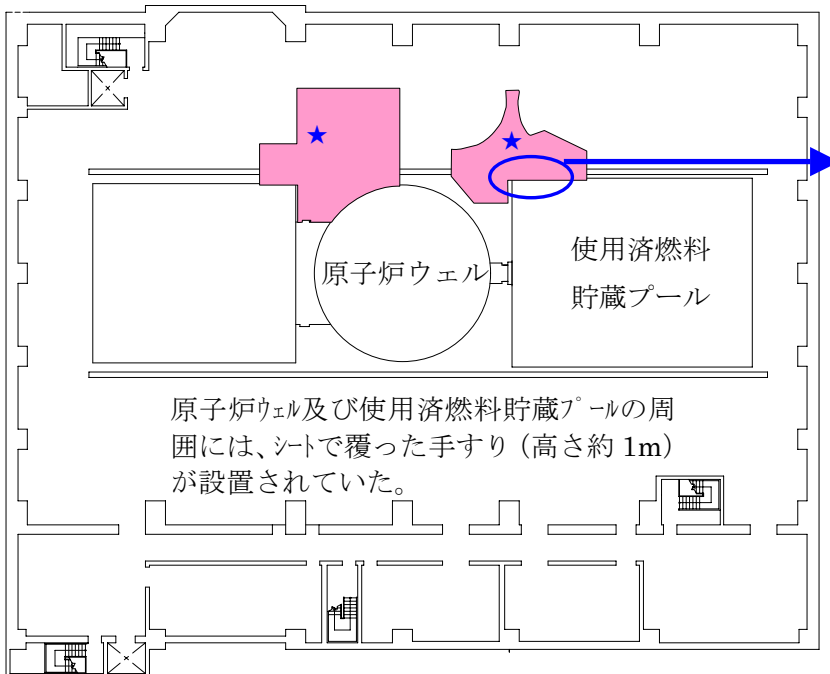 原子炉ウェル
使用済燃料
貯蔵プール
原子炉ｳｪﾙ及び使用済燃料貯蔵ﾌﾟｰﾙの周
囲には、ｼｰﾄで覆った手すり（高さ約 1m）
が設置されていた。